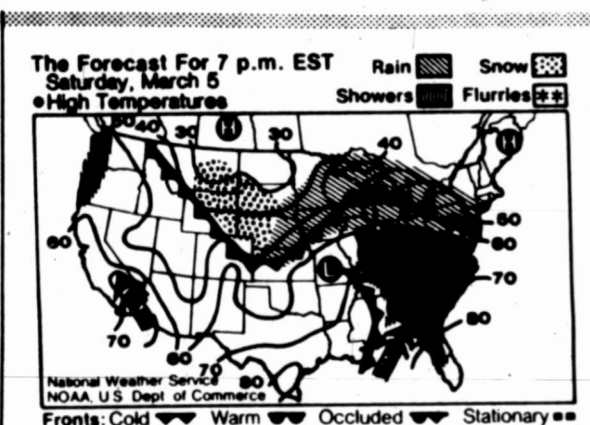 The Forecast For 7 p.m. EST
Saturday, March 5
High Temperatures
Rain Snow
Showers Flurries
50 40 30 H 30 40 H
60
50
60
70
80
L
70 60 70 80
National Weather Service
NOAA, U S Dept of Commerce
Fronts: Cold Warm Occluded Stationary